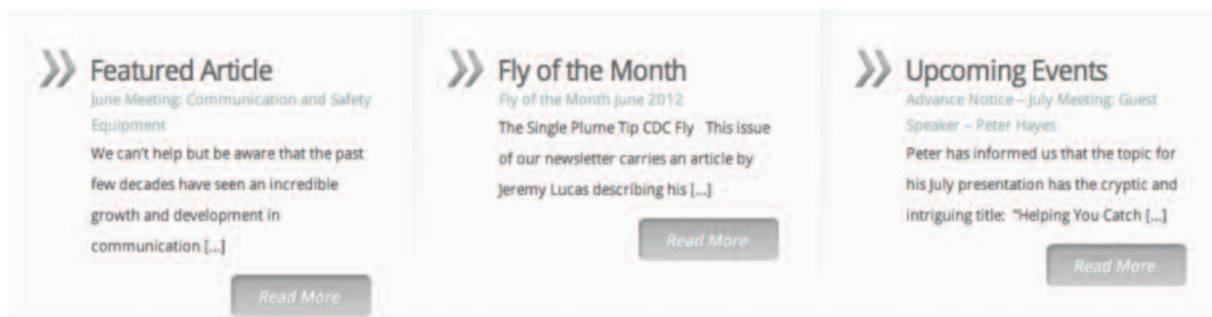 Featured Article
June Meeting: Communication and Safety
Equipment
We can't help but be aware that the past
few decades have seen an incredible
growth and development in
communication [...]
Read More
Fly of the Month
Fly of the Month June 2012
The Single Plume Tip CDC Fly This issue
of our newsletter carries an article by
Jeremy Lucas describing his [...]
Read More
Upcoming Events
Advance Notice – July Meeting: Guest
Speaker – Peter Hayes
Peter has informed us that the topic for
his July presentation has the cryptic and
intriguing title: "Helping You Catch [...]
Read More